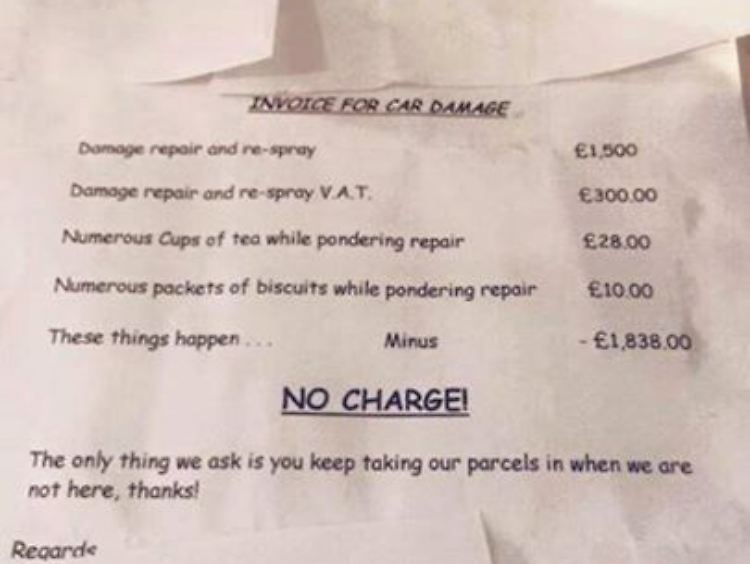 INVOICE FOR CAR DAMAGE
Damage repair and re-spray £1,500
Damage repair and re-spray V.A.T. £300.00
Numerous Cups of tea while pondering repair £28.00
Numerous packets of biscuits while pondering repair £10.00
These things happen ... Minus - £1,838.00
NO CHARGE!
The only thing we ask is you keep taking our parcels in when we are
not here, thanks!
Regards